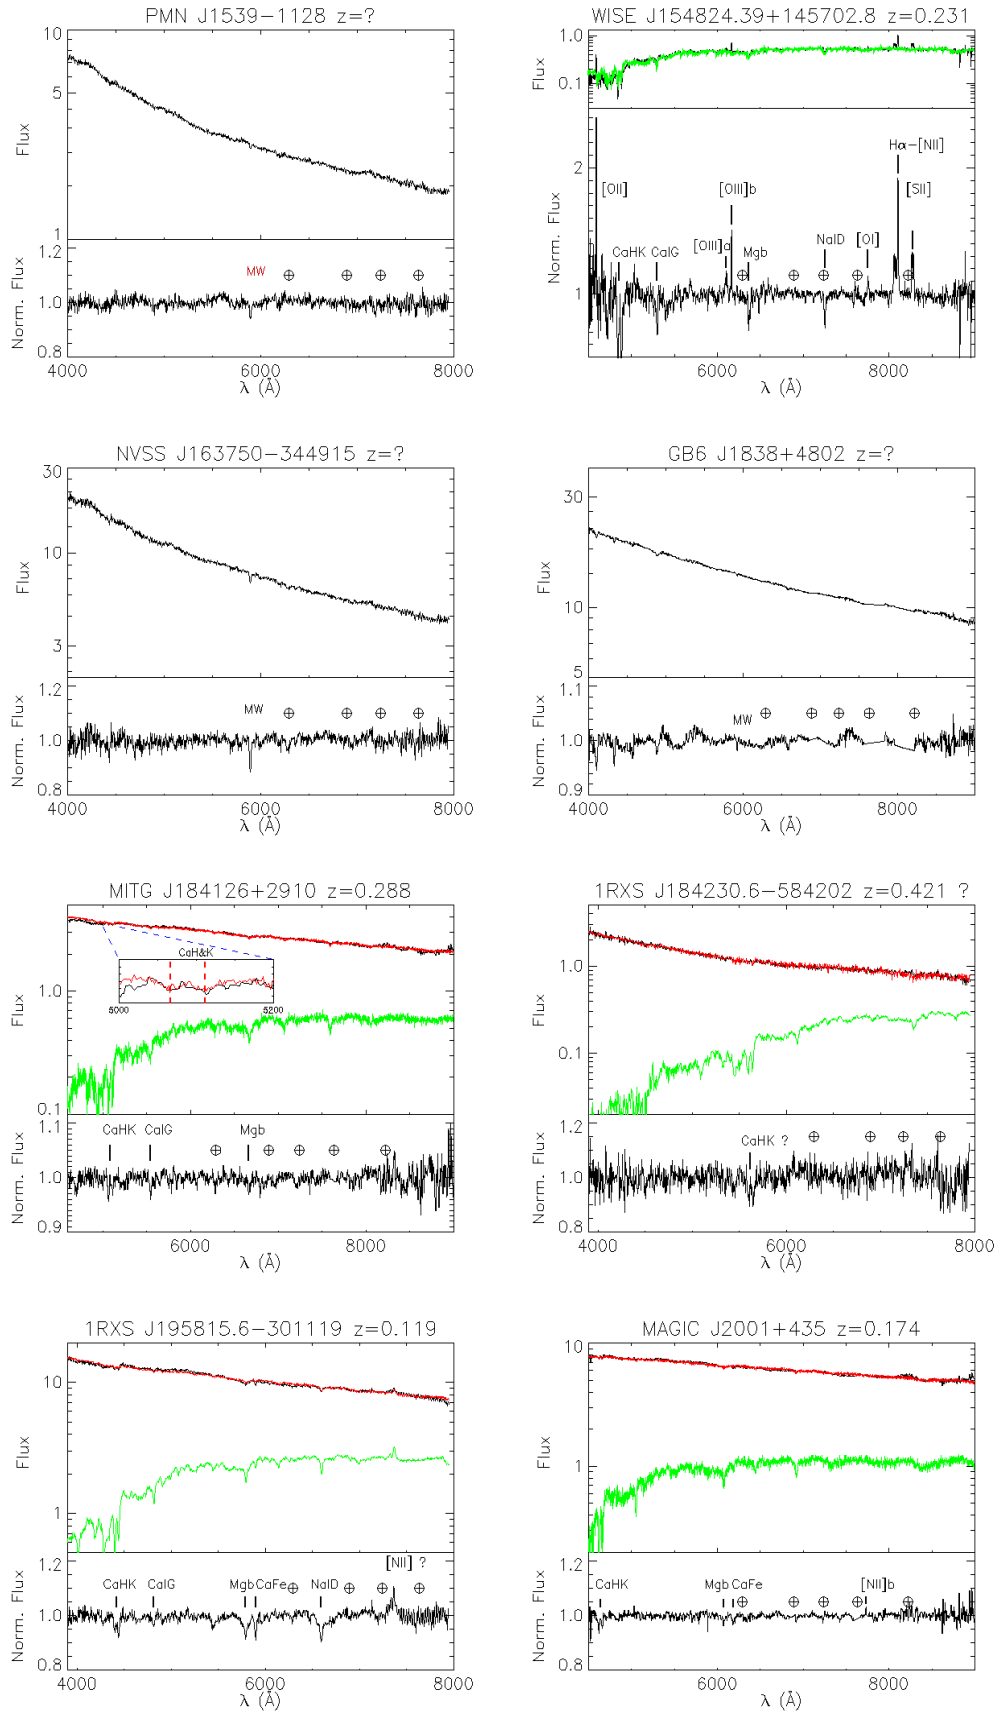 PMN J1539−1128 z=?
10
5
1
Flux
MW
1.2
1.0
0.8
Norm. Flux
4000 6000 8000
λ (Å)
WISE J154824.39+145702.8 z=0.231
1.0
0.1
Flux
Hα−[NII]
[OII] [OIII]b [SII]
CaHK CaIG [OIII]a Mgb NaID [OI]
2
1
Norm. Flux
6000 8000
λ (Å)
NVSS J163750−344915 z=?
30
10
3
Flux
MW
1.2
1.0
0.8
Norm. Flux
4000 6000 8000
λ (Å)
GB6 J1838+4802 z=?
30
10
5
Flux
MW
1.1
1.0
0.9
Norm. Flux
4000 6000 8000
λ (Å)
MITG J184126+2910 z=0.288
CaH&K
5000 5200
1.0
0.1
Flux
CaHK CaIG Mgb
1.1
1.0
0.9
Norm. Flux
6000 8000
λ (Å)
1RXS J184230.6−584202 z=0.421 ?
1.0
0.1
Flux
CaHK ?
1.2
1.0
0.8
Norm. Flux
4000 5000 6000 7000 8000
λ (Å)
1RXS J195815.6−301119 z=0.119
10
1
Flux
[NII] ?
CaHK CaIG Mgb CaFe NaID
1.2
1.0
0.8
Norm. Flux
4000 5000 6000 7000 8000
λ (Å)
MAGIC J2001+435 z=0.174
10
1
Flux
CaHK Mgb CaFe [NII]b
1.2
1.0
0.8
Norm. Flux
6000 8000
λ (Å)